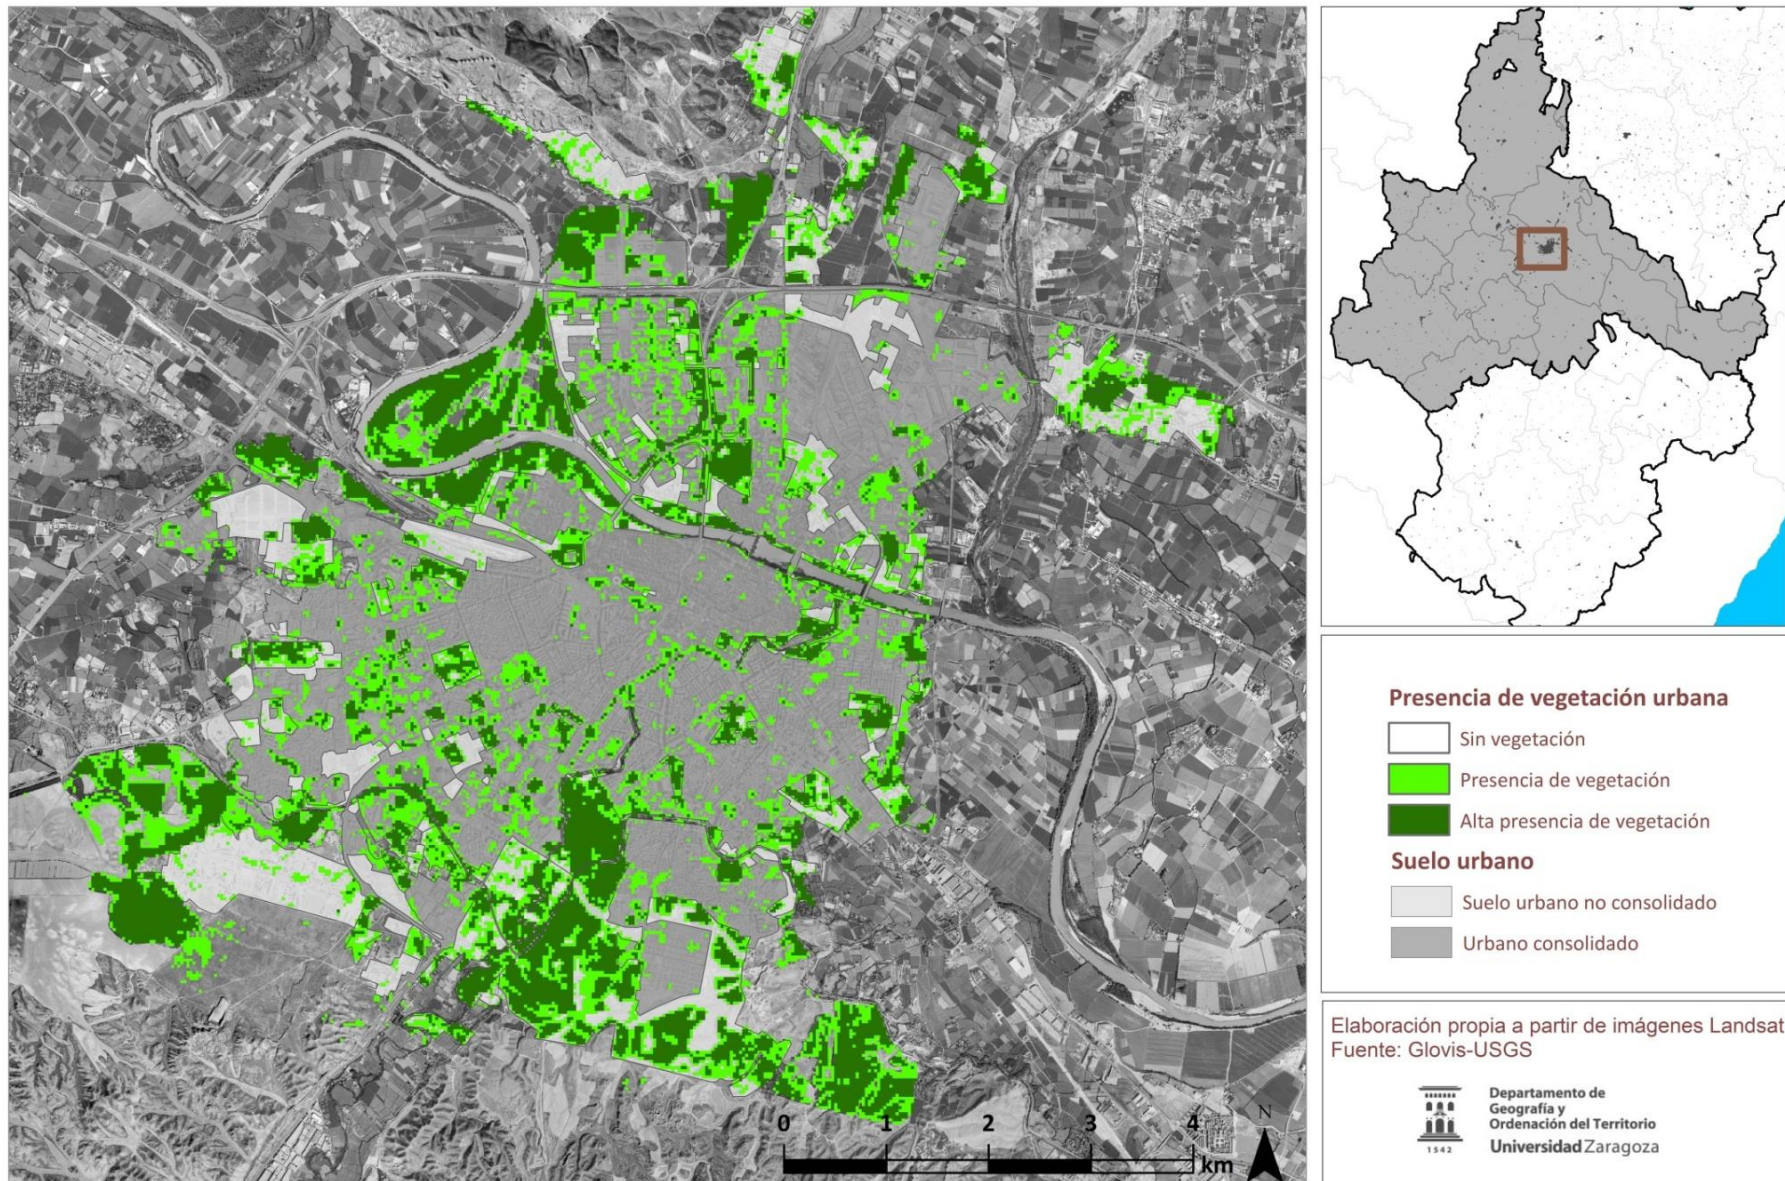 Presencia de vegetación urbana
Sin vegetación
Presencia de vegetación
Alta presencia de vegetación
Suelo urbano
Suelo urbano no consolidado
Urbano consolidado
Elaboración propia a partir de imágenes Landsat
Fuente: Glovis-USGS
Departamento de
Geografía y
Ordenación del Territorio
Universidad Zaragoza
1542
0 1 2 3 4
km
N